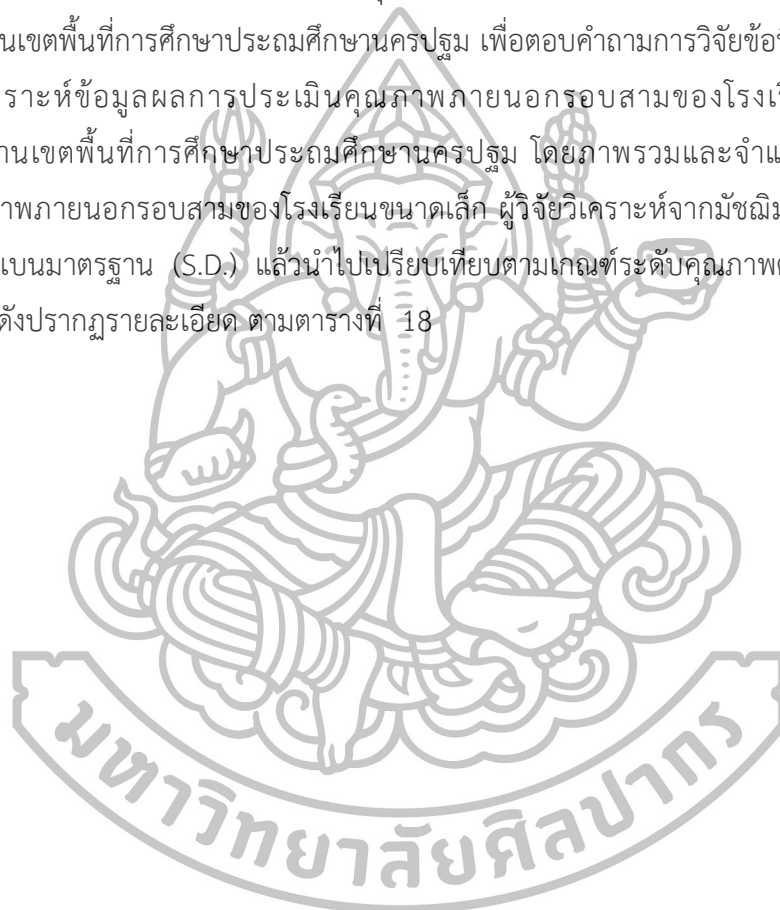 นเขตพื้นที่การศึกษาประถมศึกษานครปฐม เพื่อตอบคำถามการวิจัยข้อ
ราะห์ข้อมูลผลการประเมินคุณภาพภายนอกรอบสามของโรงเรี
านเขตพื้นที่การศึกษาประถมศึกษานครปฐม โดยภาพรวมและจำแ
าพภายนอกรอบสามของโรงเรียนขนาดเล็ก ผู้วิจัยวิเคราะห์จากมัชฌิม
เบนมาตรฐาน (S.D.) แล้วนำไปเปรียบเทียบตามเกณฑ์ระดับคุณภาพ
ดังปรากฏรายละเอียด ตามตารางที่ 18
มหาวิทยาลัยศิลปากร